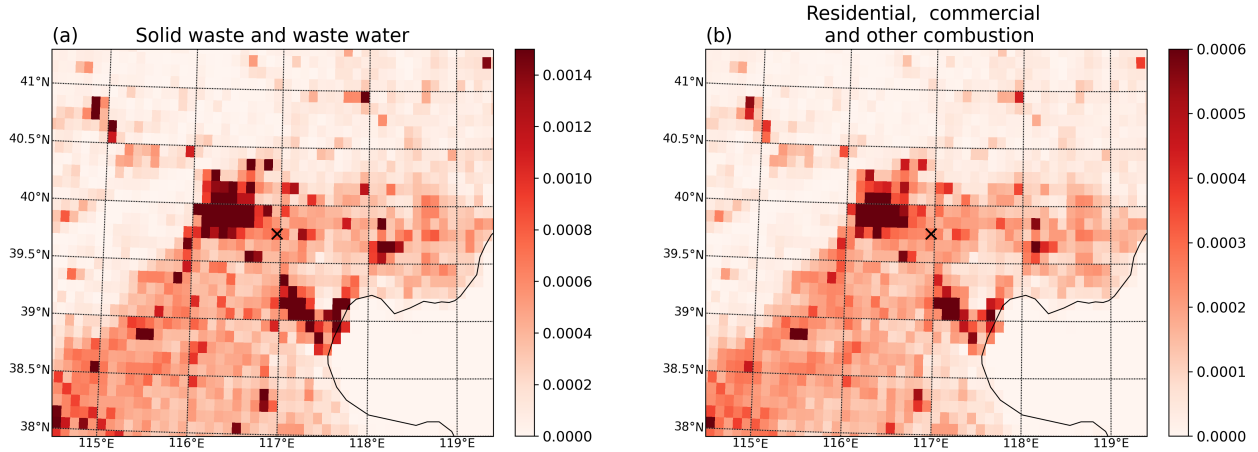 (a) Solid waste and waste water
41°N
40.5°N
40°N
39.5°N
39°N
38.5°N
38°N
115°E 116°E 117°E 118°E 119°E
0.0014
0.0012
0.0010
0.0008
0.0006
0.0004
0.0002
0.0000
Residential, commercial
(b) and other combustion
41°N
40.5°N
40°N
39.5°N
39°N
38.5°N
38°N
115°E 116°E 117°E 118°E 119°E
0.0006
0.0005
0.0004
0.0003
0.0002
0.0001
0.0000